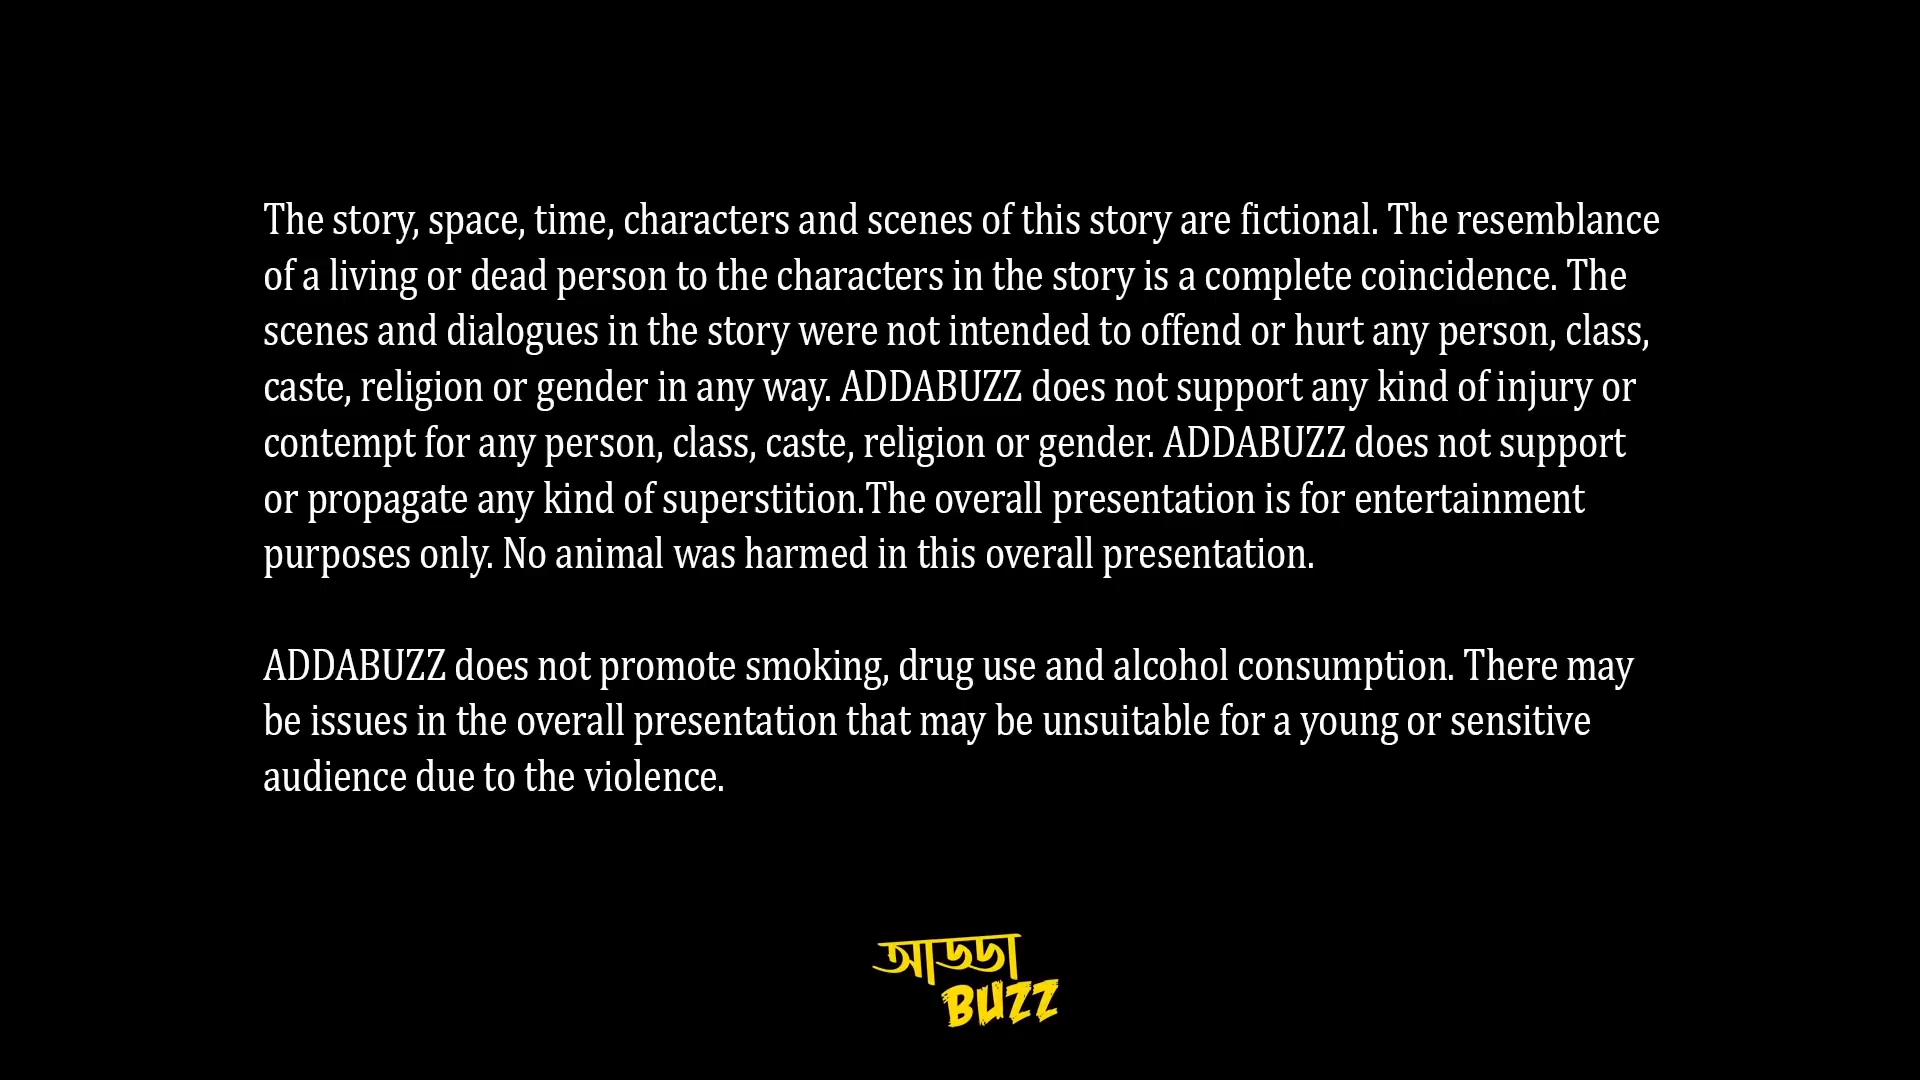 The story, space, time, characters and scenes of this story are fictional. The resemblance
of a living or dead person to the characters in the story is a complete coincidence. The
scenes and dialogues in the story were not intended to offend or hurt any person, class,
caste, religion or gender in any way. ADDABUZZ does not support any kind of injury or
contempt for any person, class, caste, religion or gender. ADDABUZZ does not support
or propagate any kind of superstition.The overall presentation is for entertainment
purposes only. No animal was harmed in this overall presentation.
ADDABUZZ does not promote smoking, drug use and alcohol consumption. There may
be issues in the overall presentation that may be unsuitable for a young or sensitive
audience due to the violence.
আড্ডা
BUZZ